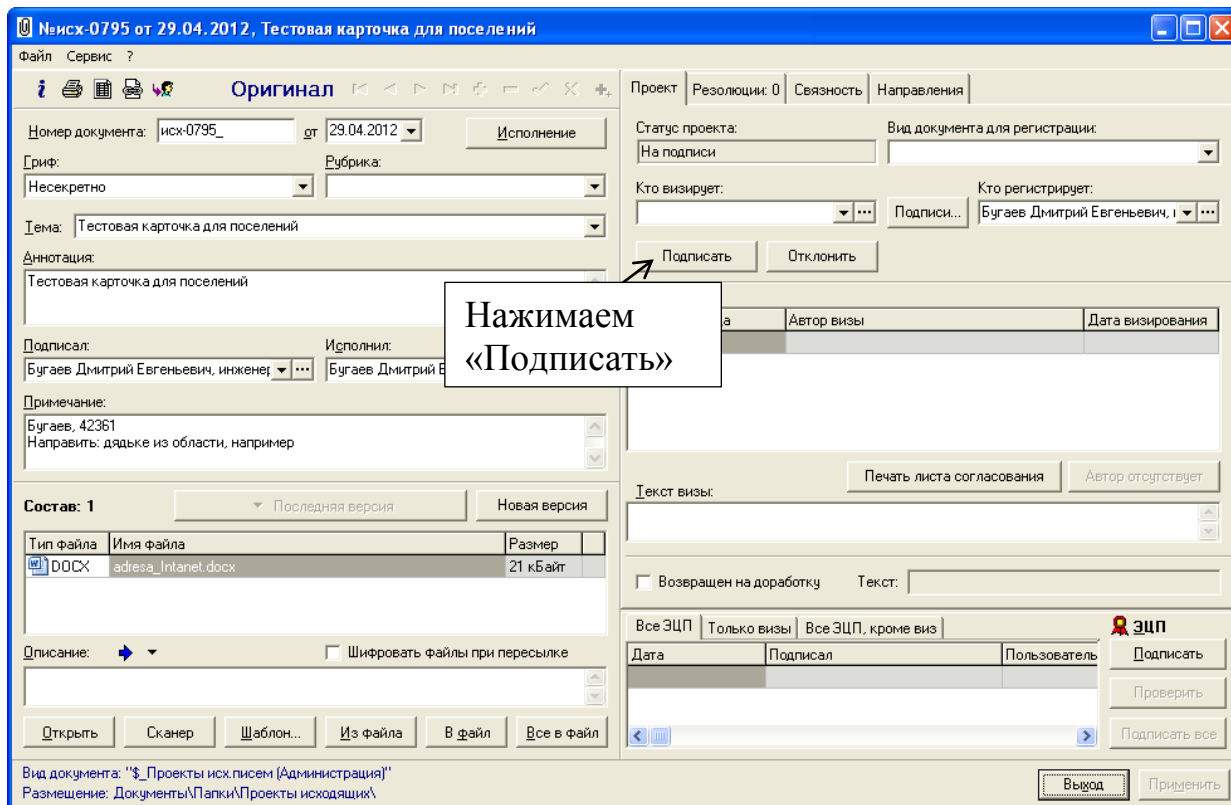 №исх-0795 от 29.04.2012, Тестовая карточка для поселений
Файл Сервис ?
Оригинал
Номер документа: исх-0795_ от 29.04.2012 Исполнение
Гриф: Рубрика:
Несекретно
Тема: Тестовая карточка для поселений
Аннотация:
Тестовая карточка для поселений
Подписал: Исполнил:
Бугаев Дмитрий Евгеньевич, инженер Бугаев Дмитрий Е
Примечание:
Бугаев, 42361
Направить: дядьке из области, например
Состав: 1 Последняя версия Новая версия
Тип файла Имя файла Размер
DOCX adresa_Intanet.docx 21 кБайт
Описание: Шифровать файлы при пересылке
Открыть Сканер Шаблон... Из файла В файл Все в файл
Вид документа: "$_Проекты исх.писем (Администрация)"
Размещение: Документы\Папки\Проекты исходящих\
Проект Резолюции: 0 Связность Направления
Статус проекта: Вид документа для регистрации:
На подписи
Кто визирует: Кто регистрирует:
Подписи... Бугаев Дмитрий Евгеньевич, и
Подписать Отклонить
Нажимаем
«Подписать»
а Автор визы Дата визирования
Печать листа согласования Автор отсутствует
Текст визы:
Возвращен на доработку Текст:
Все ЭЦП Только визы Все ЭЦП, кроме виз ЭЦП
Дата Подписал Пользователь Подписать
Проверить
Подписать все
Выход Применить